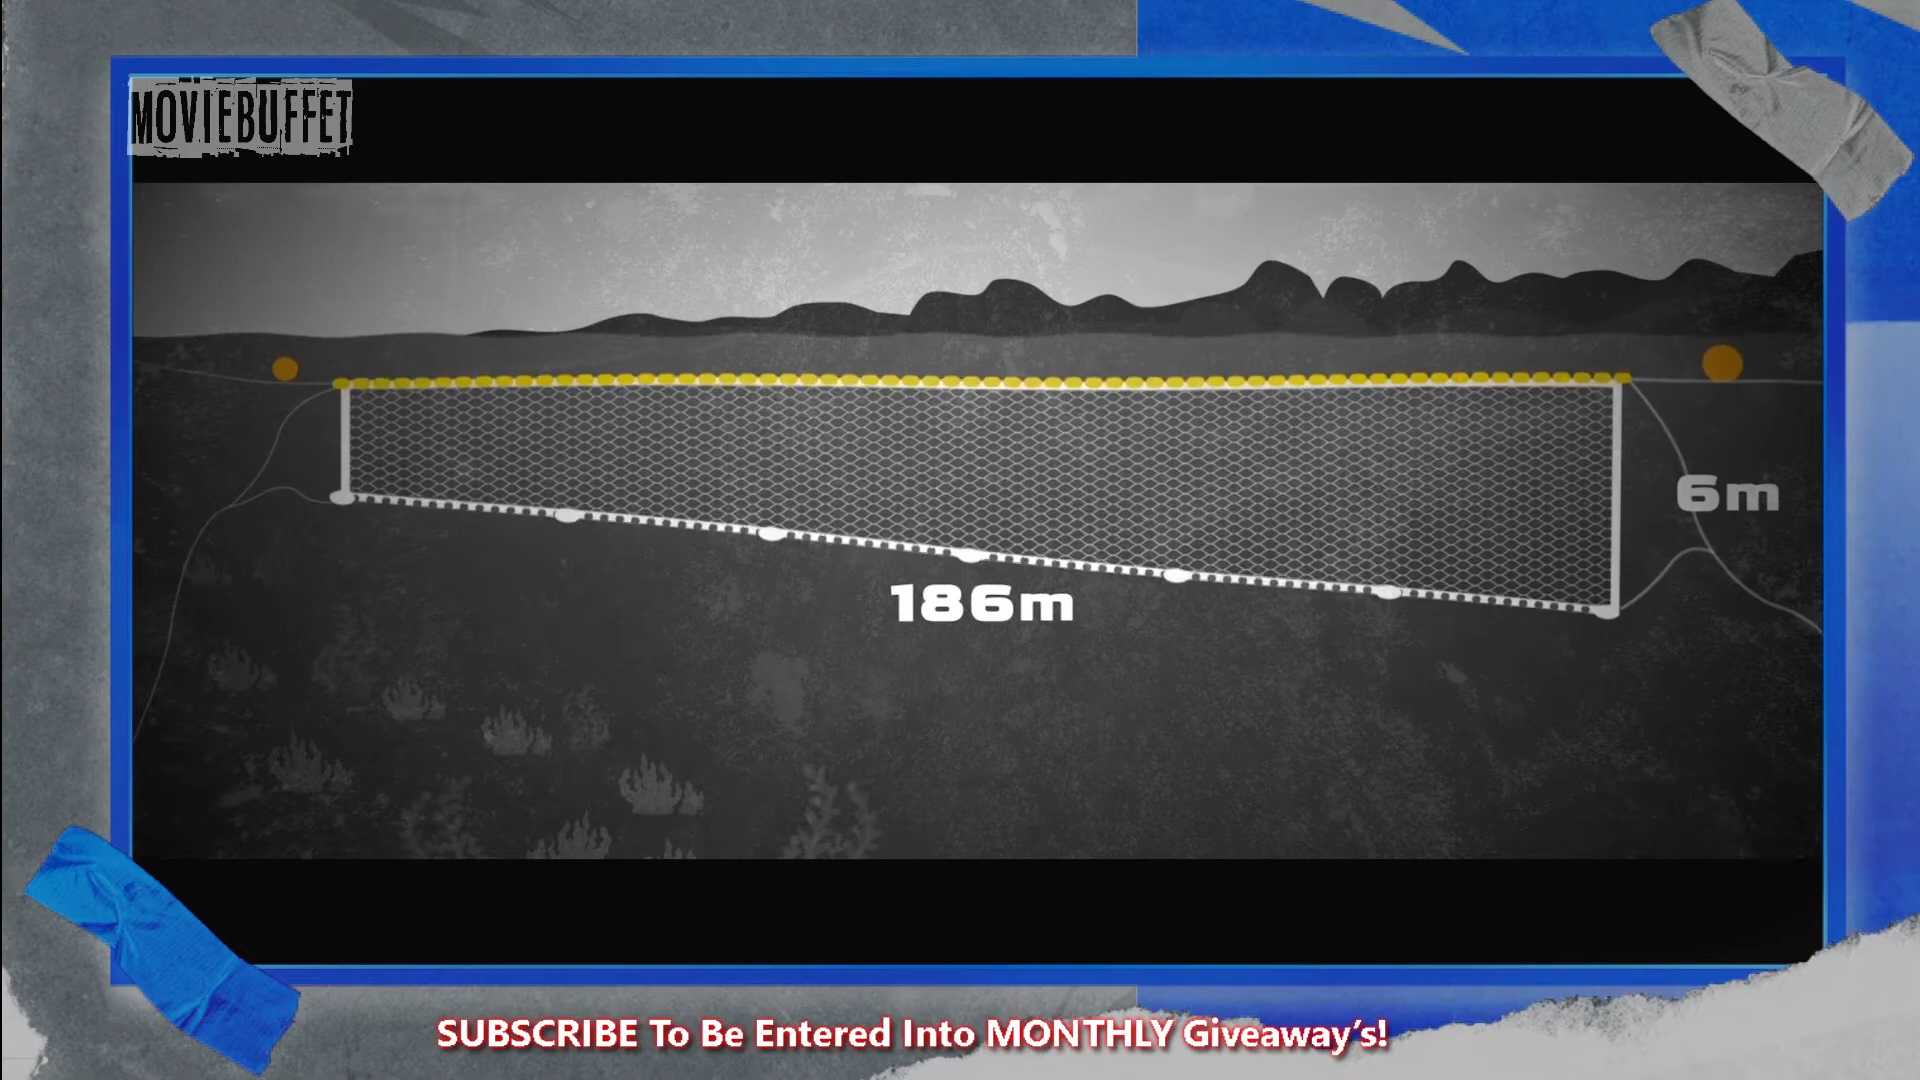 MOVIEBUFFET
6m
186m
SUBSCRIBE To Be Entered Into MONTHLY Giveaway's!